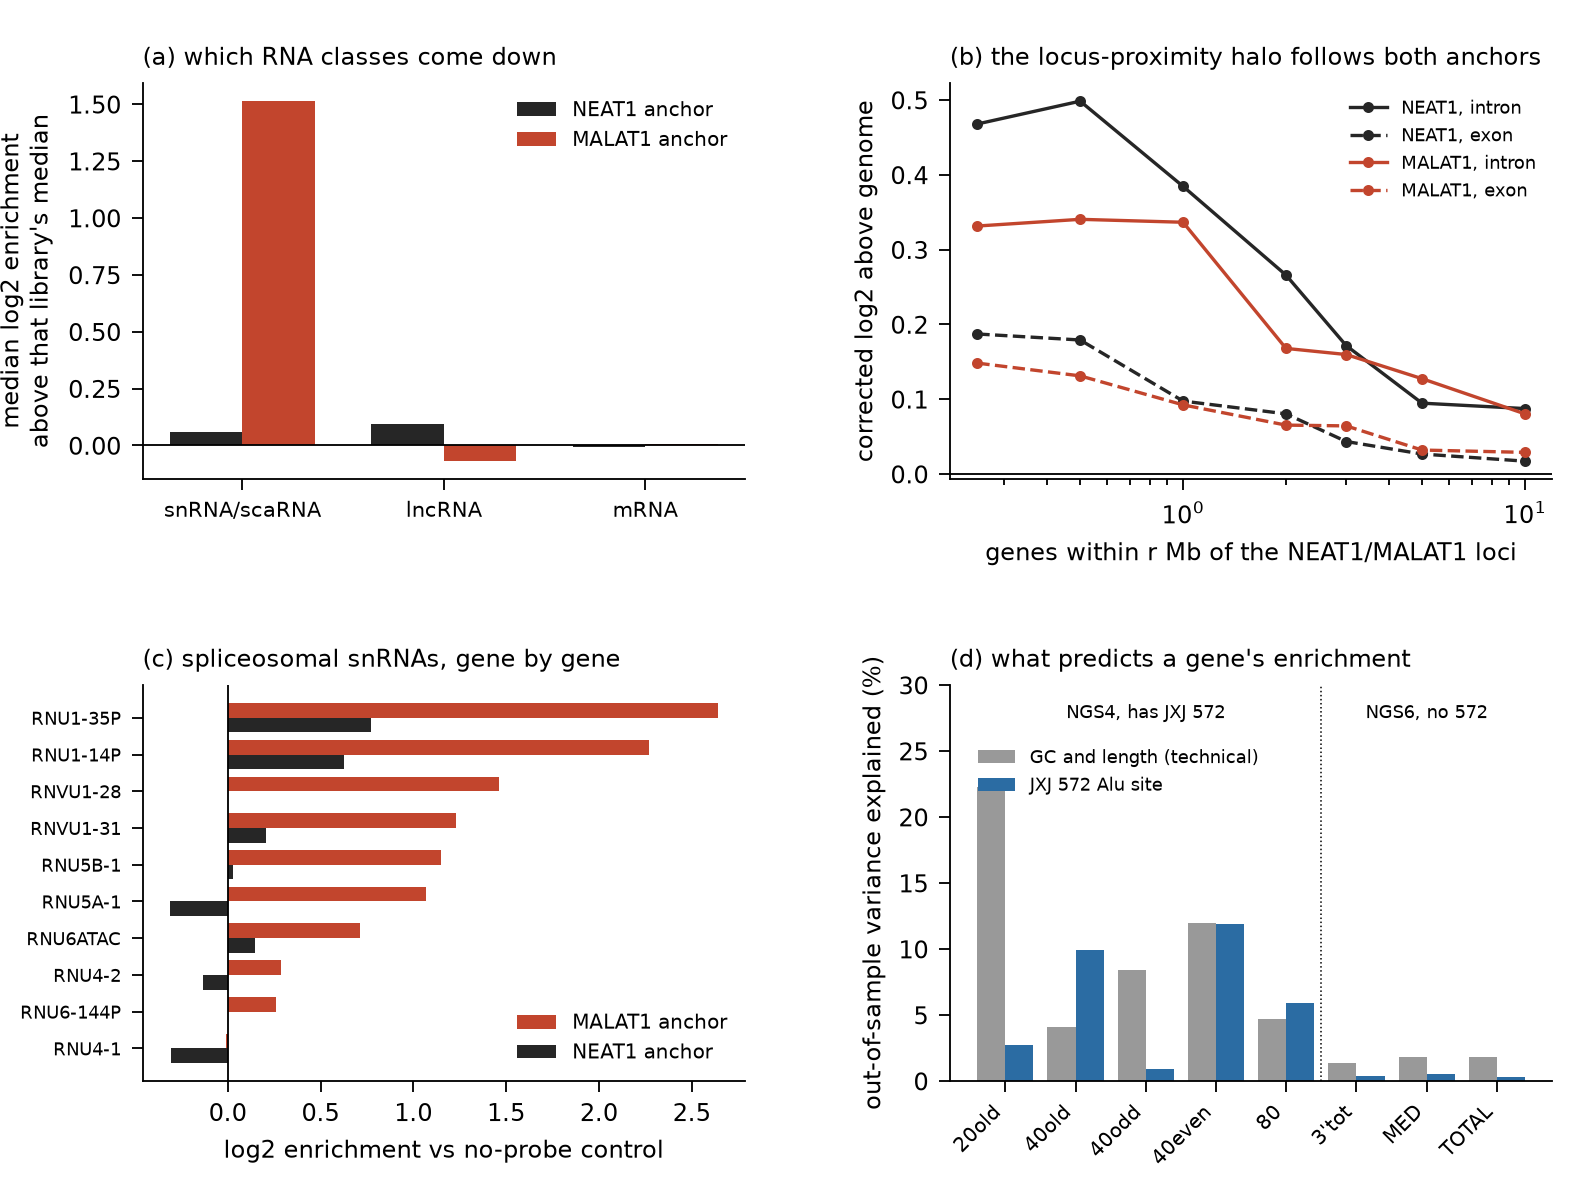 (a) which RNA classes come down
median log2 enrichment
above that library's median
1.50
1.25
1.00
0.75
0.50
0.25
0.00
NEAT1 anchor
MALAT1 anchor
snRNA/scaRNA
lncRNA
mRNA
(b) the locus-proximity halo follows both anchors
corrected log2 above genome
0.5
0.4
0.3
0.2
0.1
0.0
NEAT1, intron
NEAT1, exon
MALAT1, intron
MALAT1, exon
10⁰
10¹
genes within r Mb of the NEAT1/MALAT1 loci
(c) spliceosomal snRNAs, gene by gene
RNU1-35P
RNU1-14P
RNVU1-28
RNVU1-31
RNU5B-1
RNU5A-1
RNU6ATAC
RNU4-2
RNU6-144P
RNU4-1
MALAT1 anchor
NEAT1 anchor
0.0
0.5
1.0
1.5
2.0
2.5
log2 enrichment vs no-probe control
(d) what predicts a gene's enrichment
out-of-sample variance explained (%)
30
25
20
15
10
5
0
NGS4, has JXJ 572
NGS6, no 572
GC and length (technical)
JXJ 572 Alu site
20old
40old
40odd
40even
80
3'tot
MED
TOTAL